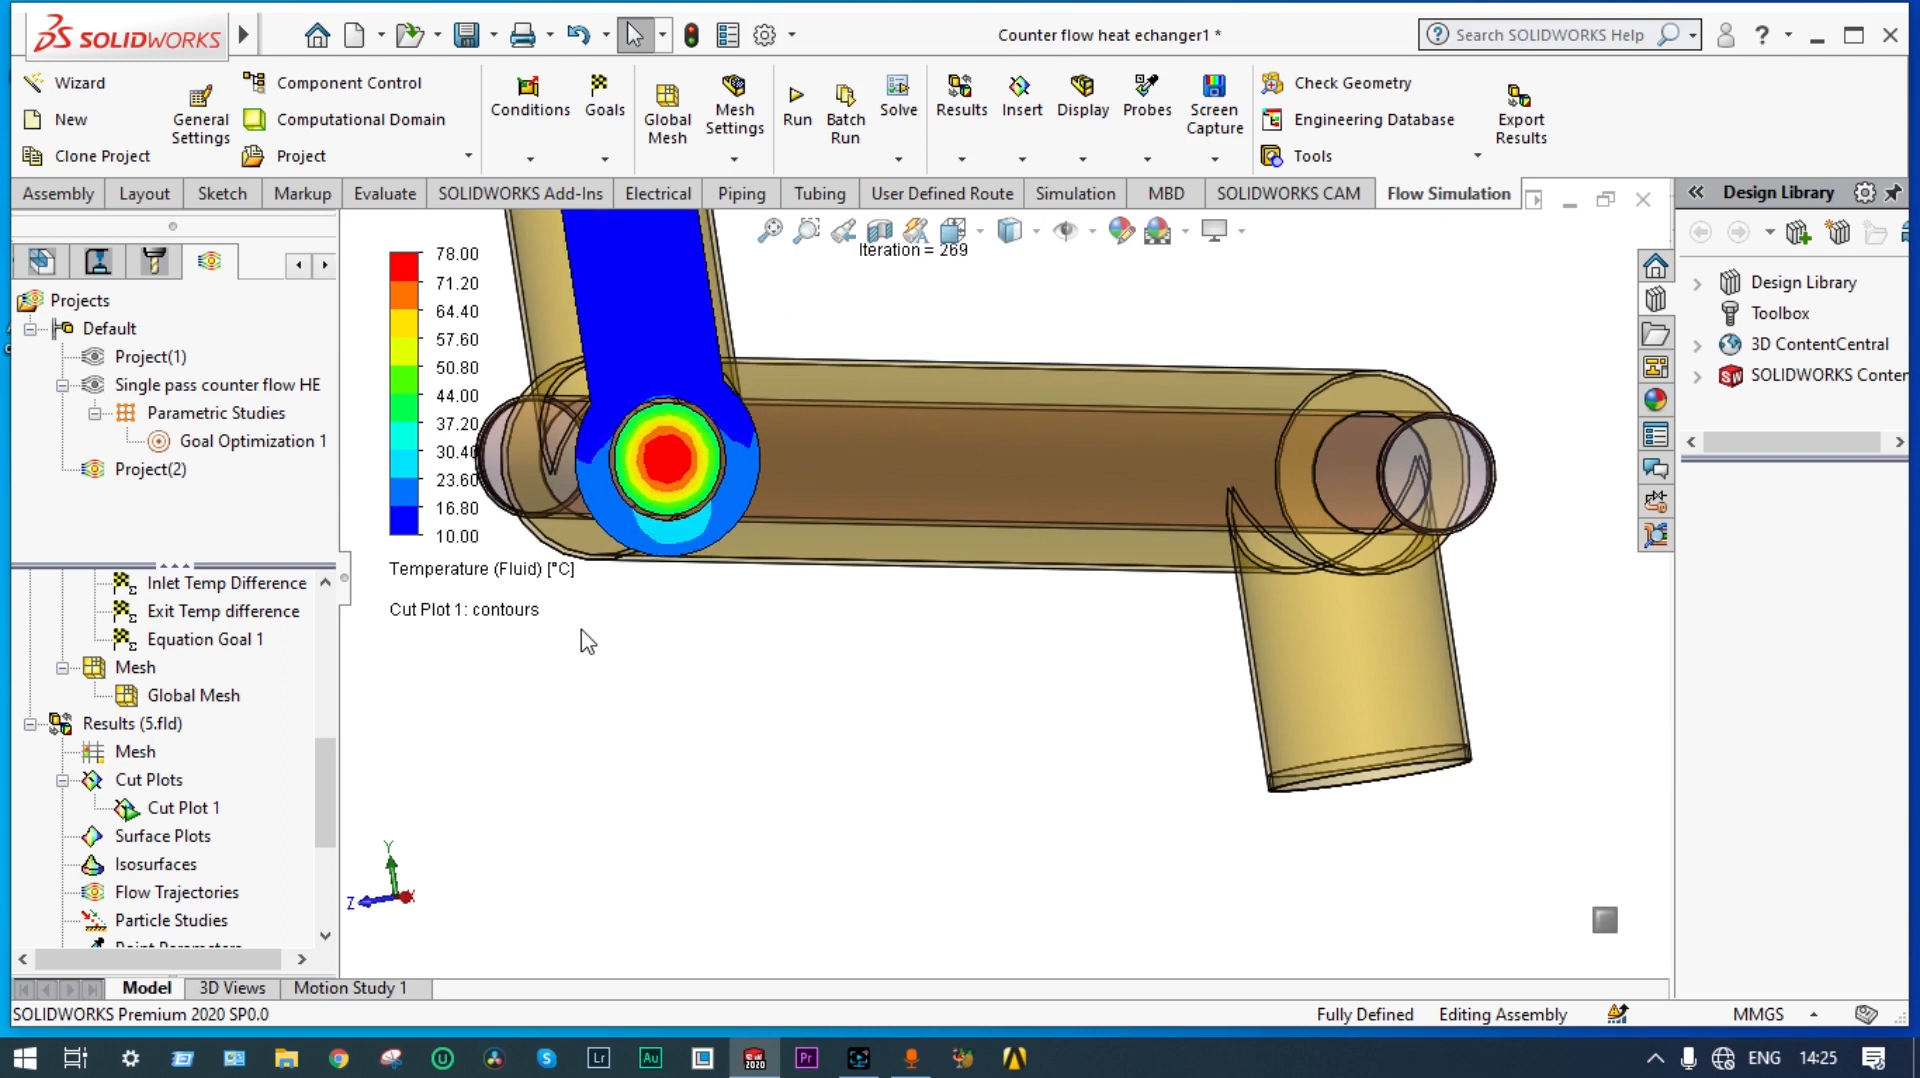 SOLIDWORKS
Counter flow heat echanger1 *
Search SOLIDWORKS Help
Wizard
New
Clone Project
General Settings
Component Control
Computational Domain
Project
Conditions
Goals
Global Mesh
Mesh Settings
Run
Batch Run
Solve
Results
Insert
Display
Probes
Screen Capture
Check Geometry
Engineering Database
Tools
Export Results
Assembly
Layout
Sketch
Markup
Evaluate
SOLIDWORKS Add-Ins
Electrical
Piping
Tubing
User Defined Route
Simulation
MBD
SOLIDWORKS CAM
Flow Simulation
Design Library
Projects
Default
Project(1)
Single pass counter flow HE
Parametric Studies
Goal Optimization 1
Project(2)
Inlet Temp Difference
Exit Temp difference
Equation Goal 1
Mesh
Global Mesh
Results (5.fld)
Mesh
Cut Plots
Cut Plot 1
Surface Plots
Isosurfaces
Flow Trajectories
Particle Studies
Iteration = 269
78.00
71.20
64.40
57.60
50.80
44.00
37.20
30.40
23.60
16.80
10.00
Temperature (Fluid) [°C]
Cut Plot 1: contours
Y
Z
Design Library
Toolbox
3D ContentCentral
SOLIDWORKS Conter
Model
3D Views
Motion Study 1
SOLIDWORKS Premium 2020 SP0.0
Fully Defined
Editing Assembly
MMGS
Lr
Au
SW 2020
Pr
ENG
14:25